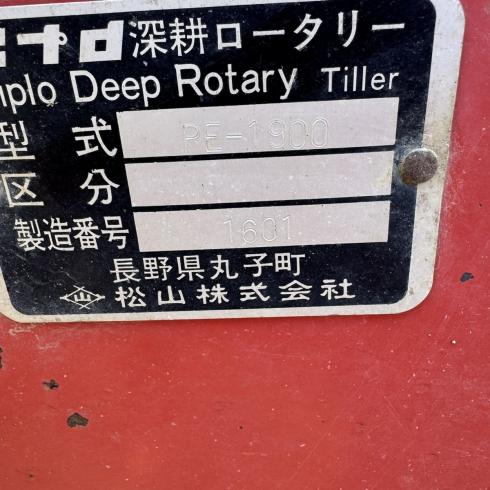 深耕ロータリー
Deep Rotary Tiller
型式 PE-1900
区分
製造番号 1601
長野県丸子町
松山株式会社